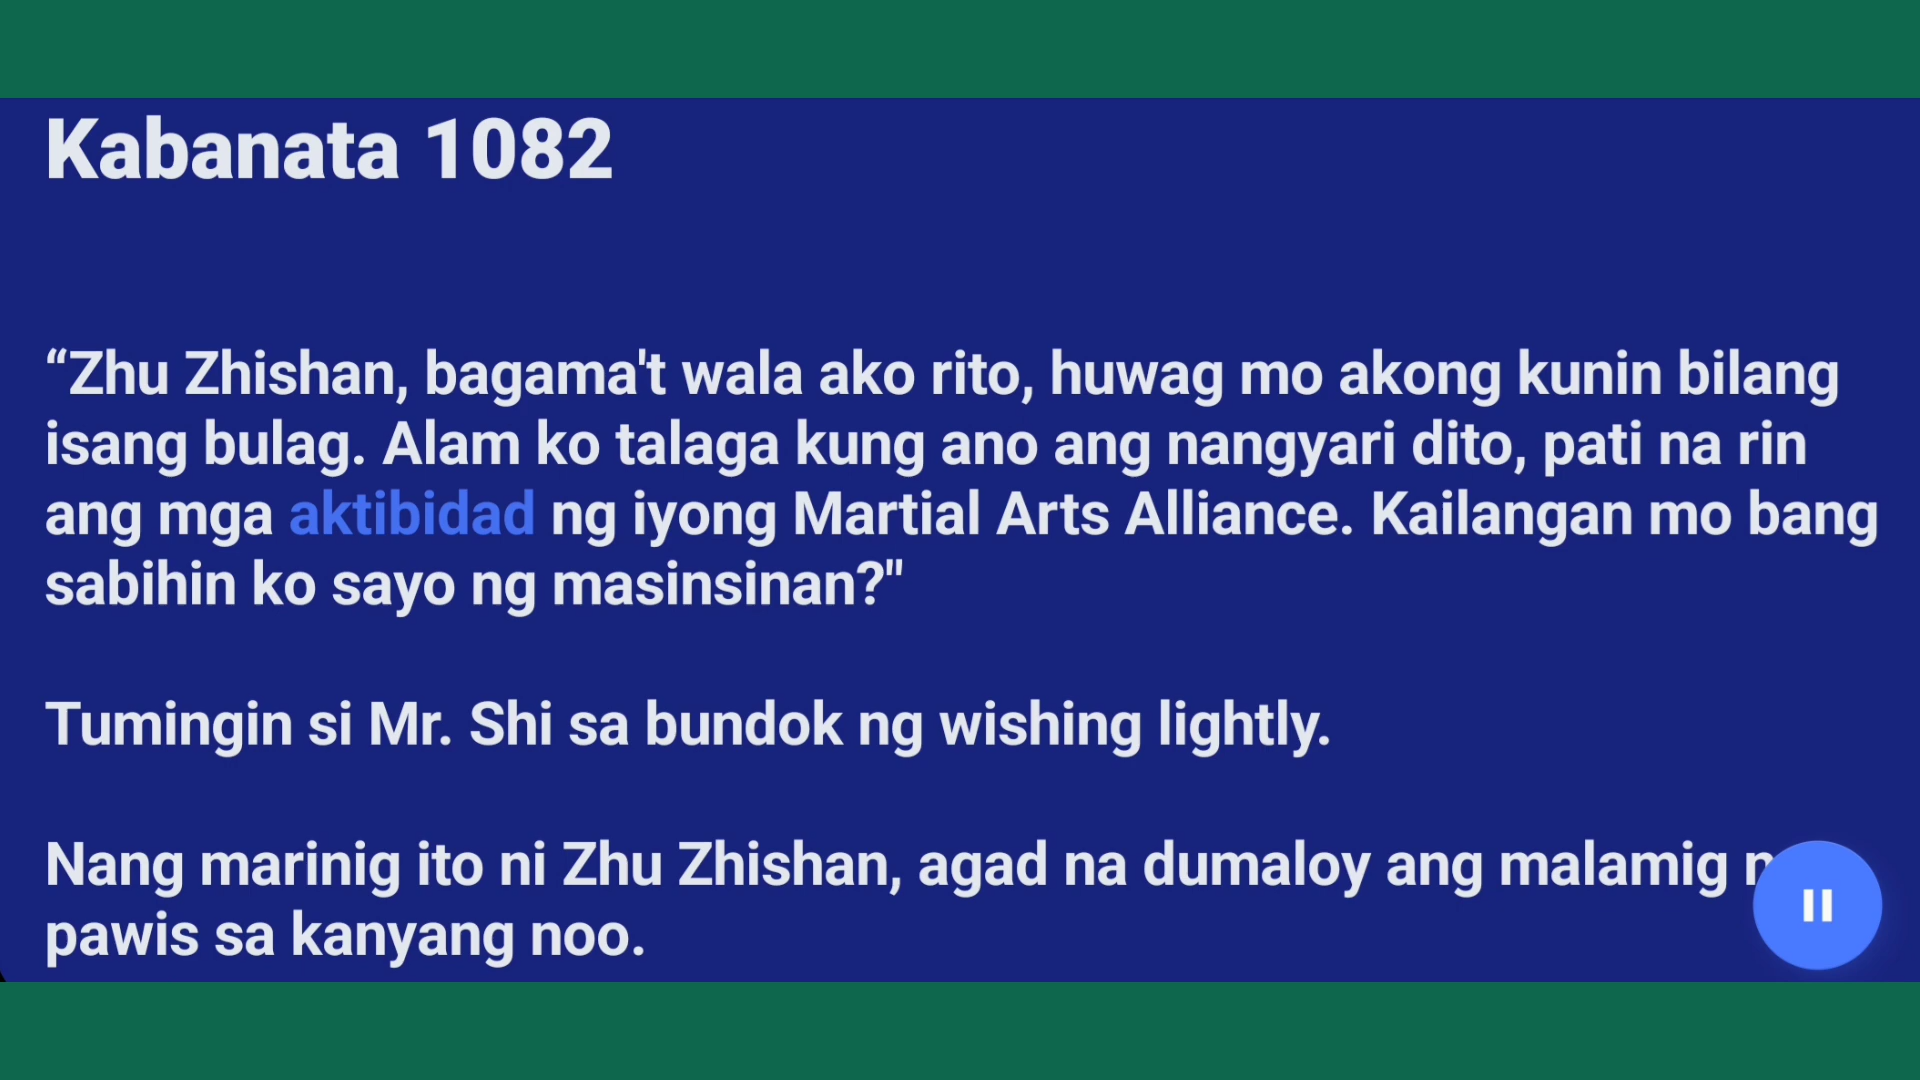 Kabanata 1082
“Zhu Zhishan, bagama't wala ako rito, huwag mo akong kunin bilang
isang bulag. Alam ko talaga kung ano ang nangyari dito, pati na rin
ang mga aktibidad ng iyong Martial Arts Alliance. Kailangan mo bang
sabihin ko sayo ng masinsinan?"
Tumingin si Mr. Shi sa bundok ng wishing lightly.
Nang marinig ito ni Zhu Zhishan, agad na dumaloy ang malamig
pawis sa kanyang noo.